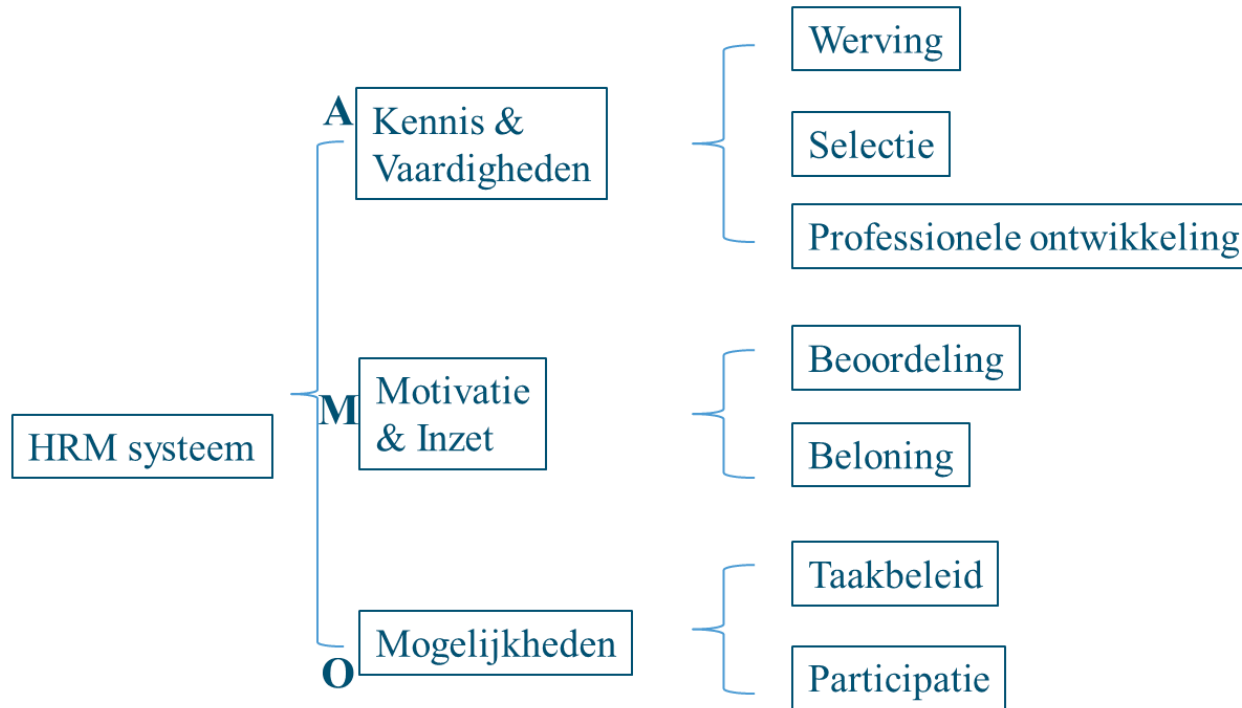 HRM systeem
A
Kennis &
Vaardigheden
Werving
Selectie
Professionele ontwikkeling
M
Motivatie
& Inzet
Beoordeling
Beloning
O
Mogelijkheden
Taakbeleid
Participatie